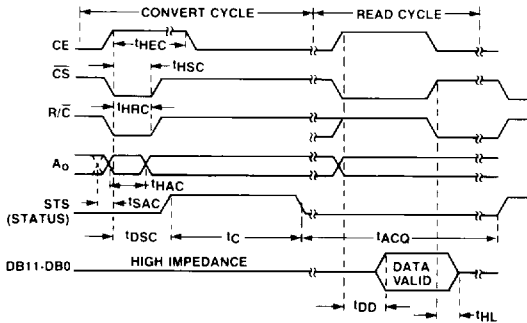 CONVERT CYCLE READ CYCLE
CE
tHEC
tHSC
CS
tHRC
R/C
A0
tHAC
STS
(STATUS)
tSAC
tDSC
tC
tACQ
DB11-DB0
HIGH IMPEDANCE
DATA
VALID
tDD
tHL